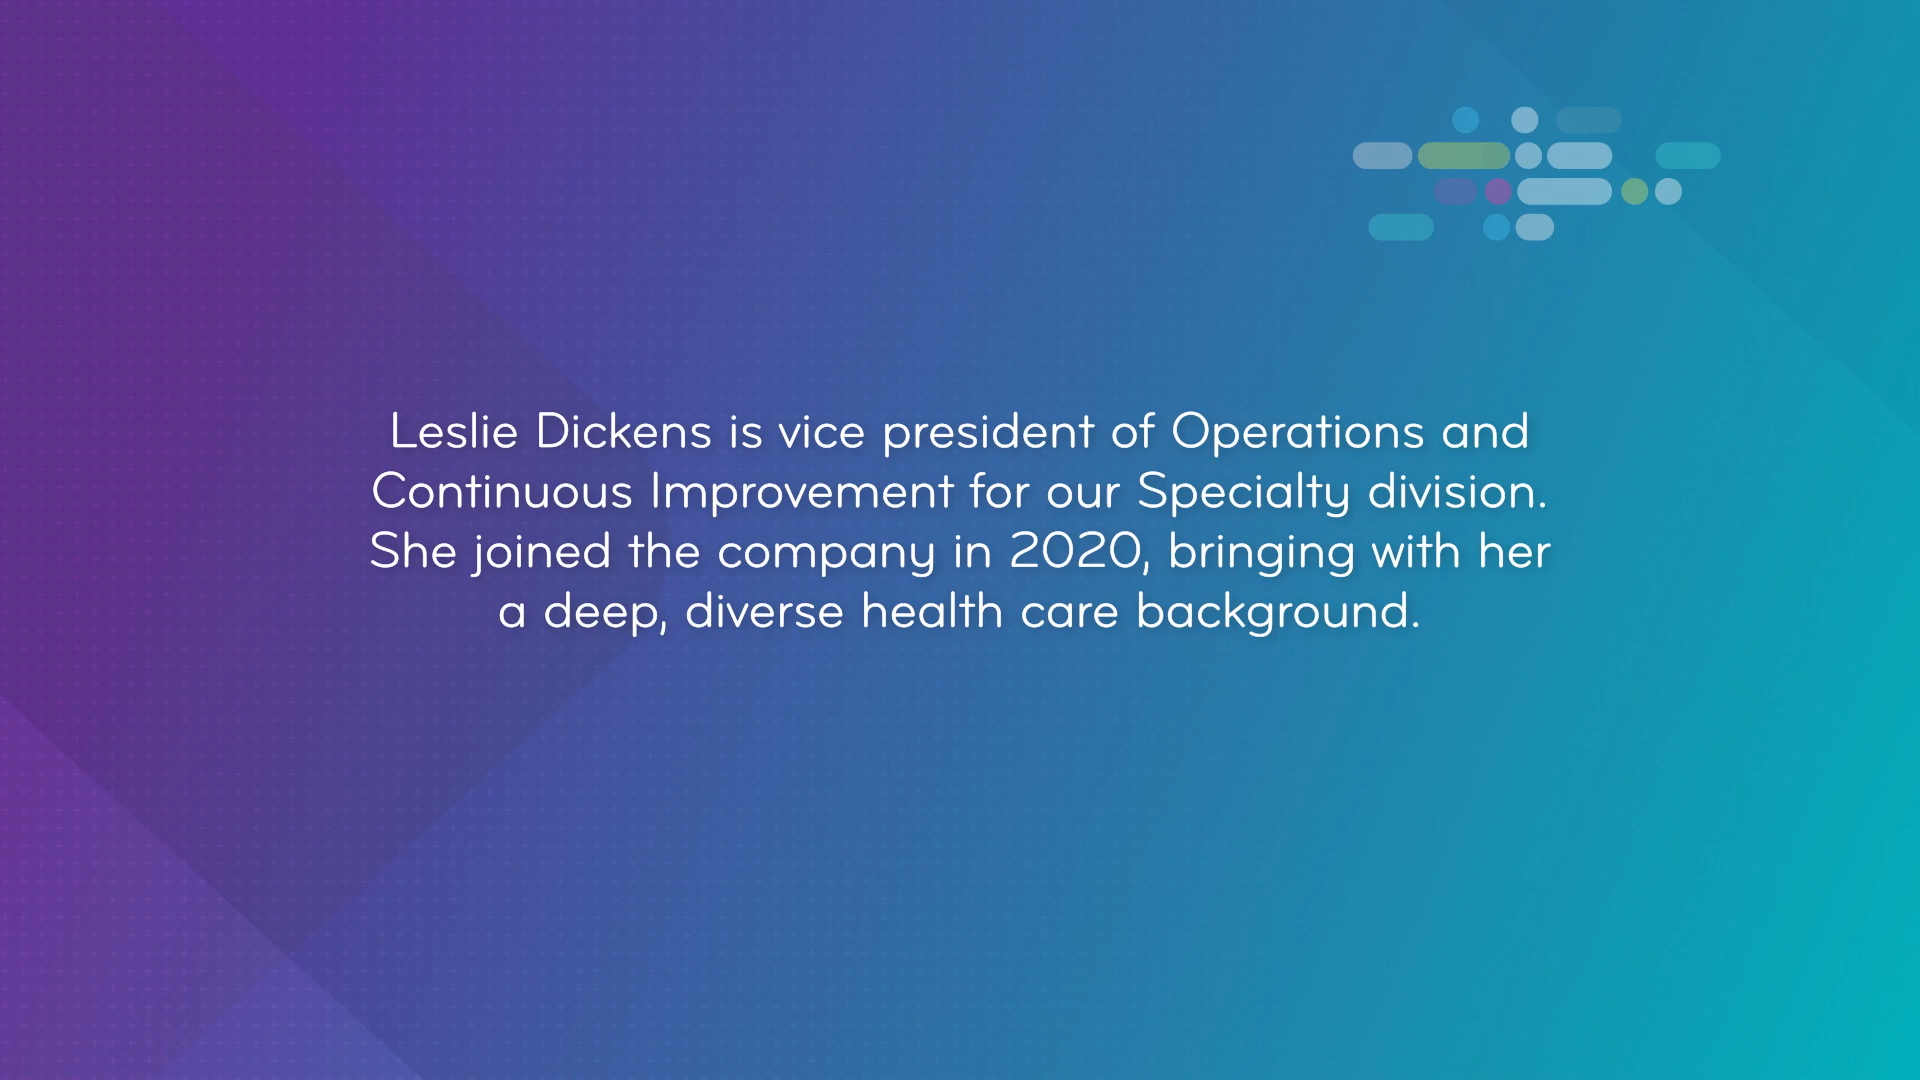 Leslie Dickens is vice president of Operations and
Continuous Improvement for our Specialty division.
She joined the company in 2020, bringing with her
a deep, diverse health care background.